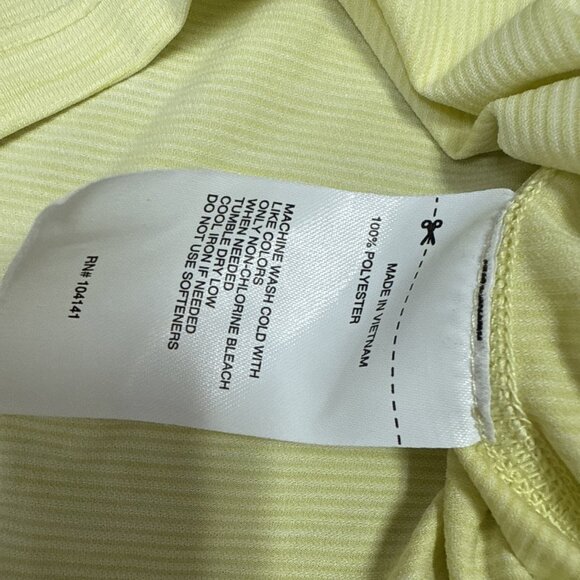 MADE IN VIETNAM
100% POLYESTER
MACHINE WASH COLD WITH
LIKE COLORS
ONLY NON-CHLORINE BLEACH
WHEN NEEDED
TUMBLE DRY LOW
COOL IRON IF NEEDED
DO NOT USE SOFTENERS
RN# 104141